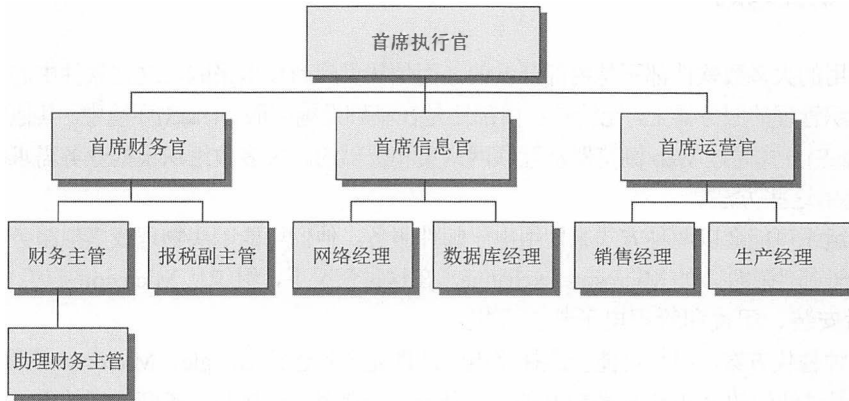 首席执行官
首席财务官
首席信息官
首席运营官
财务主管
报税副主管
网络经理
数据库经理
销售经理
生产经理
助理财务主管